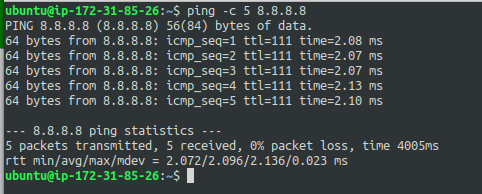 ubuntu@ip-172-31-85-26:~$ ping -c 5 8.8.8.8
PING 8.8.8.8 (8.8.8.8) 56(84) bytes of data.
64 bytes from 8.8.8.8: icmp_seq=1 ttl=111 time=2.08 ms
64 bytes from 8.8.8.8: icmp_seq=2 ttl=111 time=2.07 ms
64 bytes from 8.8.8.8: icmp_seq=3 ttl=111 time=2.07 ms
64 bytes from 8.8.8.8: icmp_seq=4 ttl=111 time=2.13 ms
64 bytes from 8.8.8.8: icmp_seq=5 ttl=111 time=2.10 ms

--- 8.8.8.8 ping statistics ---
5 packets transmitted, 5 received, 0% packet loss, time 4005ms
rtt min/avg/max/mdev = 2.072/2.096/2.136/0.023 ms
ubuntu@ip-172-31-85-26:~$